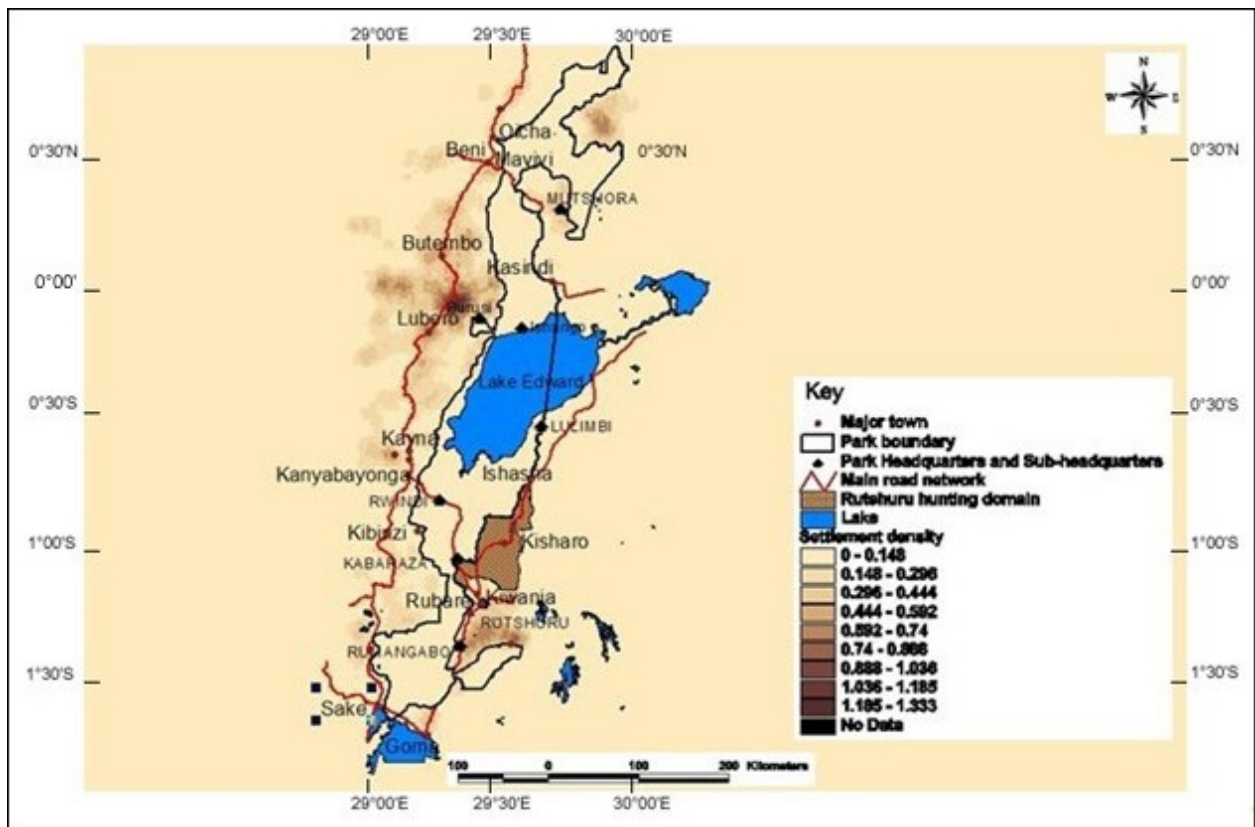 29°00'E 29°30'E 30°00'E
N
W E
S
Oicha
0°30'N Beni Mavivi 0°30'N 0°30'N
MUTSHORA
Butembo
Kasindi
0°00' 0°00'
Burusi
Lubero Ishango
Lake Edward
Key
0°30'S 0°30'S
Major town
LULIMBI
Kayna Park boundary
Park Headquarters and Sub-headquarters
Kanyabayonga Ishasha
Main road network
RWINDI
Rutshuru hunting domain
Lake
Kibirizi Kisharo
Settlement density
1°00'S 1°00'S
0 - 0.148
KABARAZA
0.148 - 0.296
0.296 - 0.444
Rubare Kiwanja
0.444 - 0.592
ROTSHURU
0.592 - 0.74
RUMANGABO
0.74 - 0.888
1°30'S 1°30'S
0.888 - 1.036
1.036 - 1.185
Sake
1.185 - 1.333
No Data
Goma
100 0 100 200 Kilometers
29°00'E 29°30'E 30°00'E